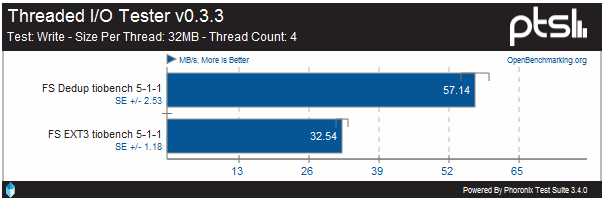 Threaded I/O Tester v0.3.3
Test: Write - Size Per Thread: 32MB - Thread Count: 4
ptsl
MB/s, More is Better
OpenBenchmarking.org
FS Dedup tiobench 5-1-1
SE +/- 2.53
57.14
FS EXT3 tiobench 5-1-1
SE +/- 1.18
32.54
13 26 39 52 65
Powered By Phoronix Test Suite 3.4.0